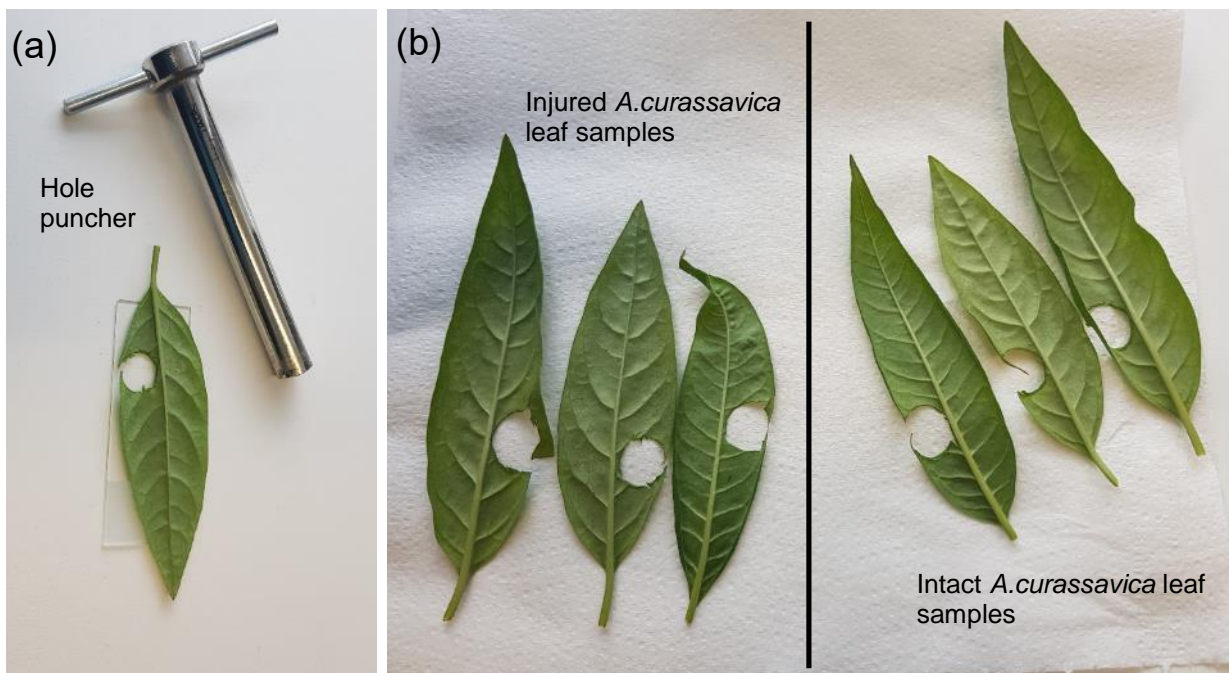 (a)
Hole
puncher
(b)
Injured A.curassavica
leaf samples
Intact A.curassavica leaf
samples